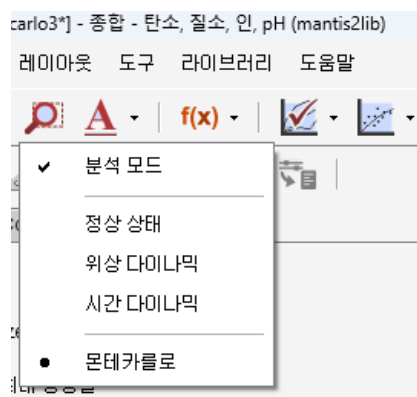 carlo3*] - 종합 - 탄소, 질소, 인, pH (mantis2lib)
레이아웃 도구 라이브러리 도움말
A f(x)
분석 모드
정상 상태
위상 다이나믹
시간 다이나믹
몬테카를로